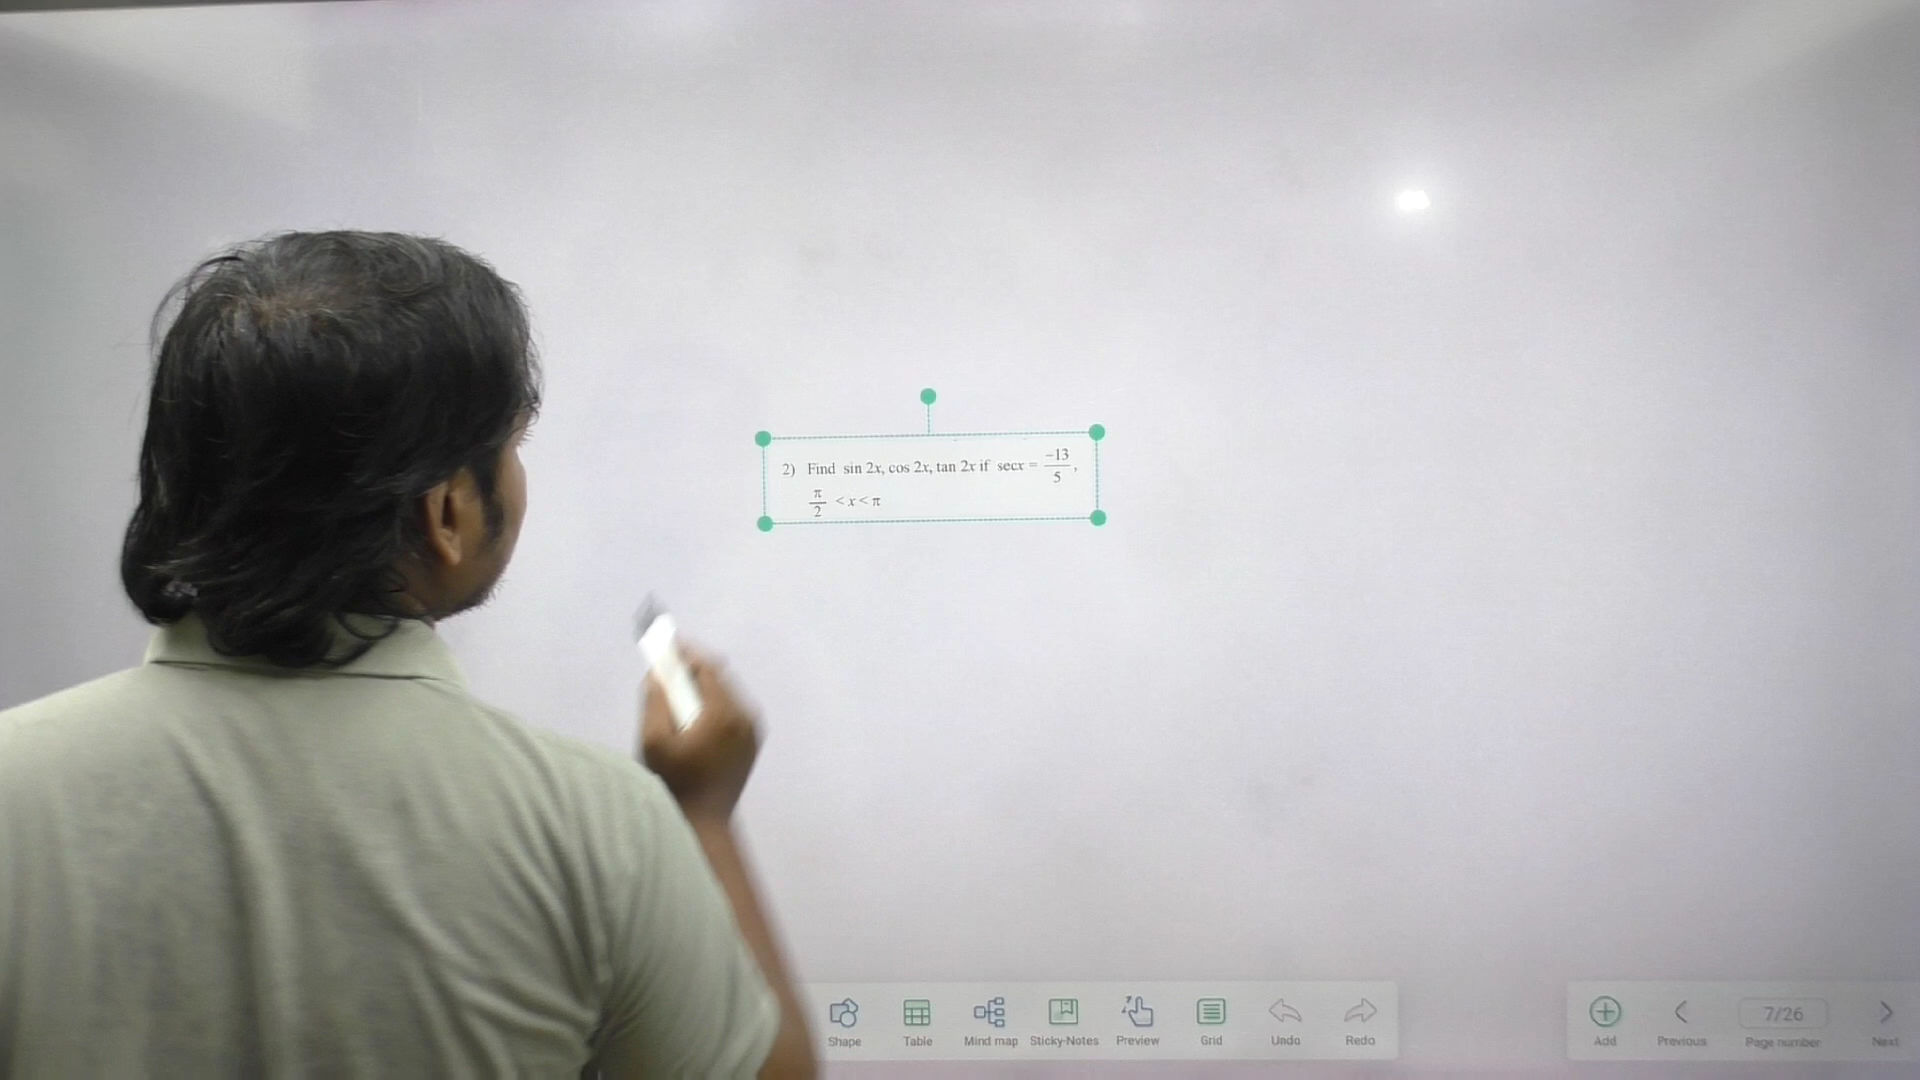 2) Find sin 2x, cos 2x, tan 2x if secx = −13/5,
π/2 < x < π
Shape Table Mind map Sticky-Notes Preview Grid Undo Redo
Add Previous 7/26 Page number Next